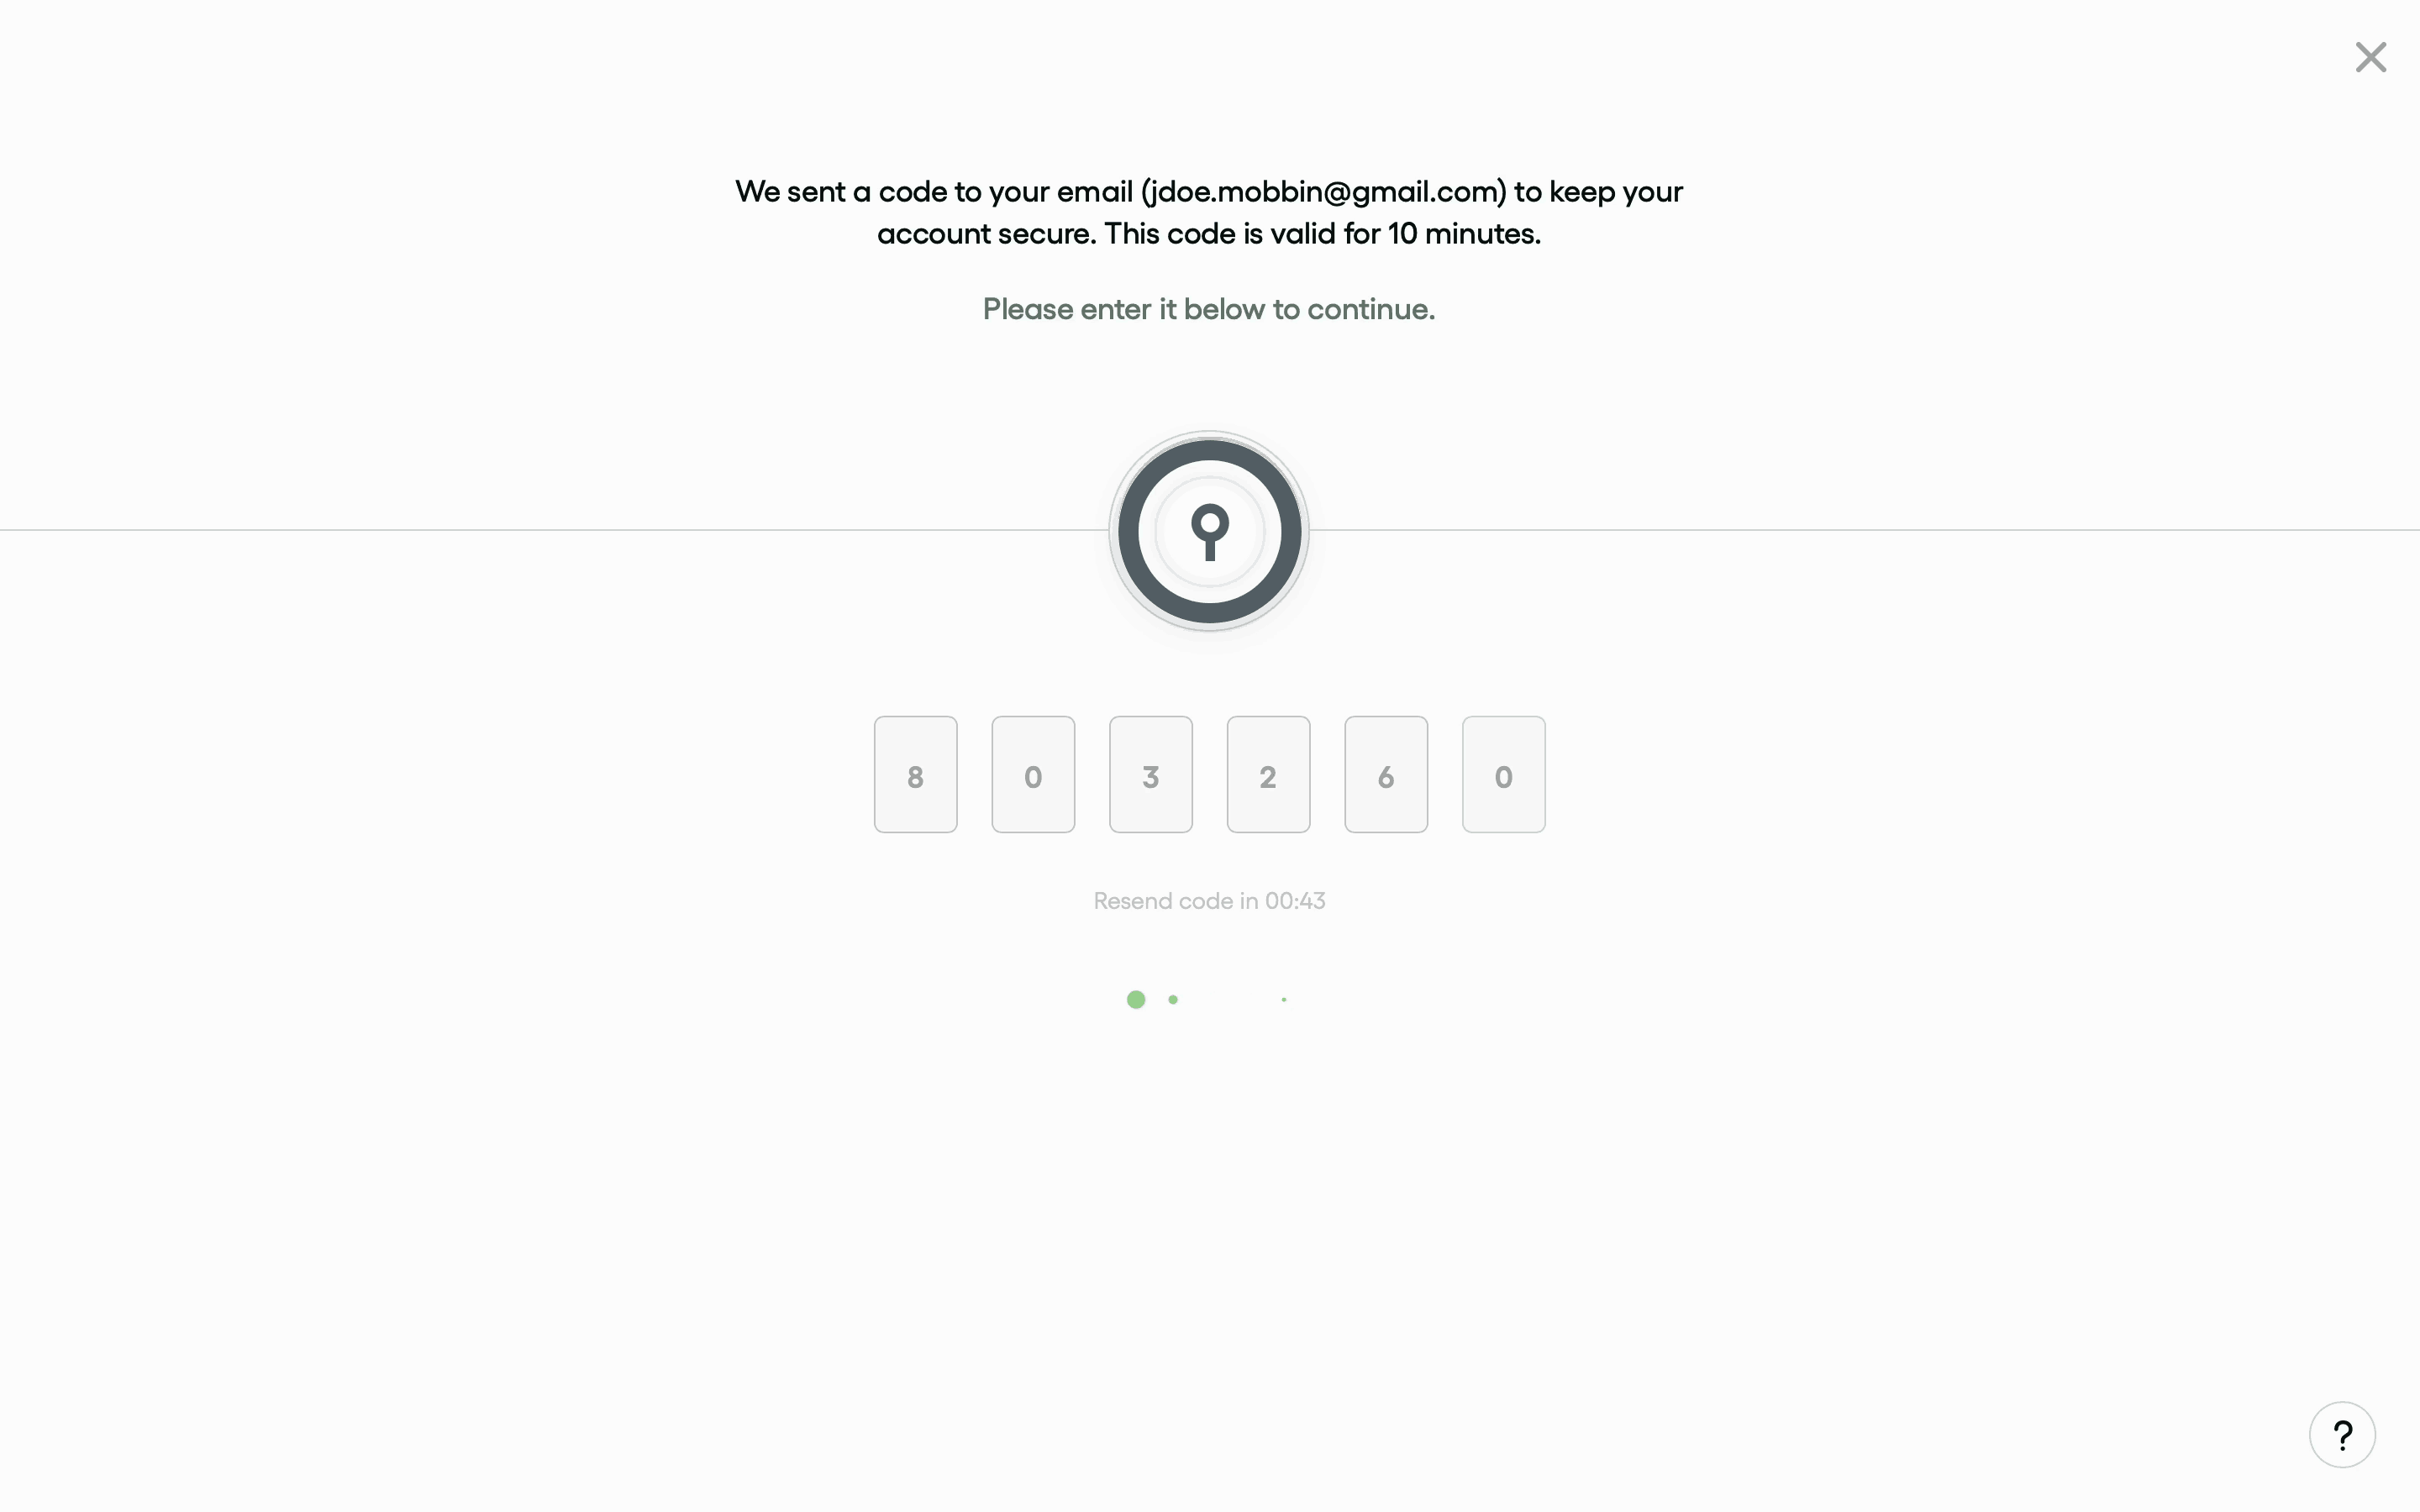 We sent a code to your email (jdoe.mobbin@gmail.com) to keep your
account secure. This code is valid for 10 minutes.
Please enter it below to continue.
8 0 3 2 6 0
Resend code in 00:43
?